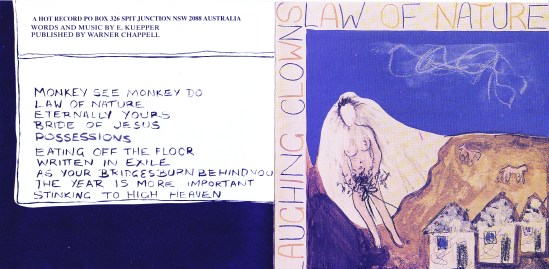 A HOT RECORD PO BOX 326 SPIT JUNCTION NSW 2088 AUSTRALIA
WORDS AND MUSIC BY E. KUEPPER
PUBLISHED BY WARNER CHAPPELL
MONKEY SEE MONKEY DO
LAW OF NATURE
ETERNALLY YOURS
BRIDE OF JESUS
POSSESSIONS
EATING OFF THE FLOOR
WRITTEN IN EXILE
AS YOUR BRIDGES BURN BEHIND YOU
THE YEAR IS MORE IMPORTANT
STINKING TO HIGH HEAVEN
LAUGHING CLOWNS
LAW OF NATURE